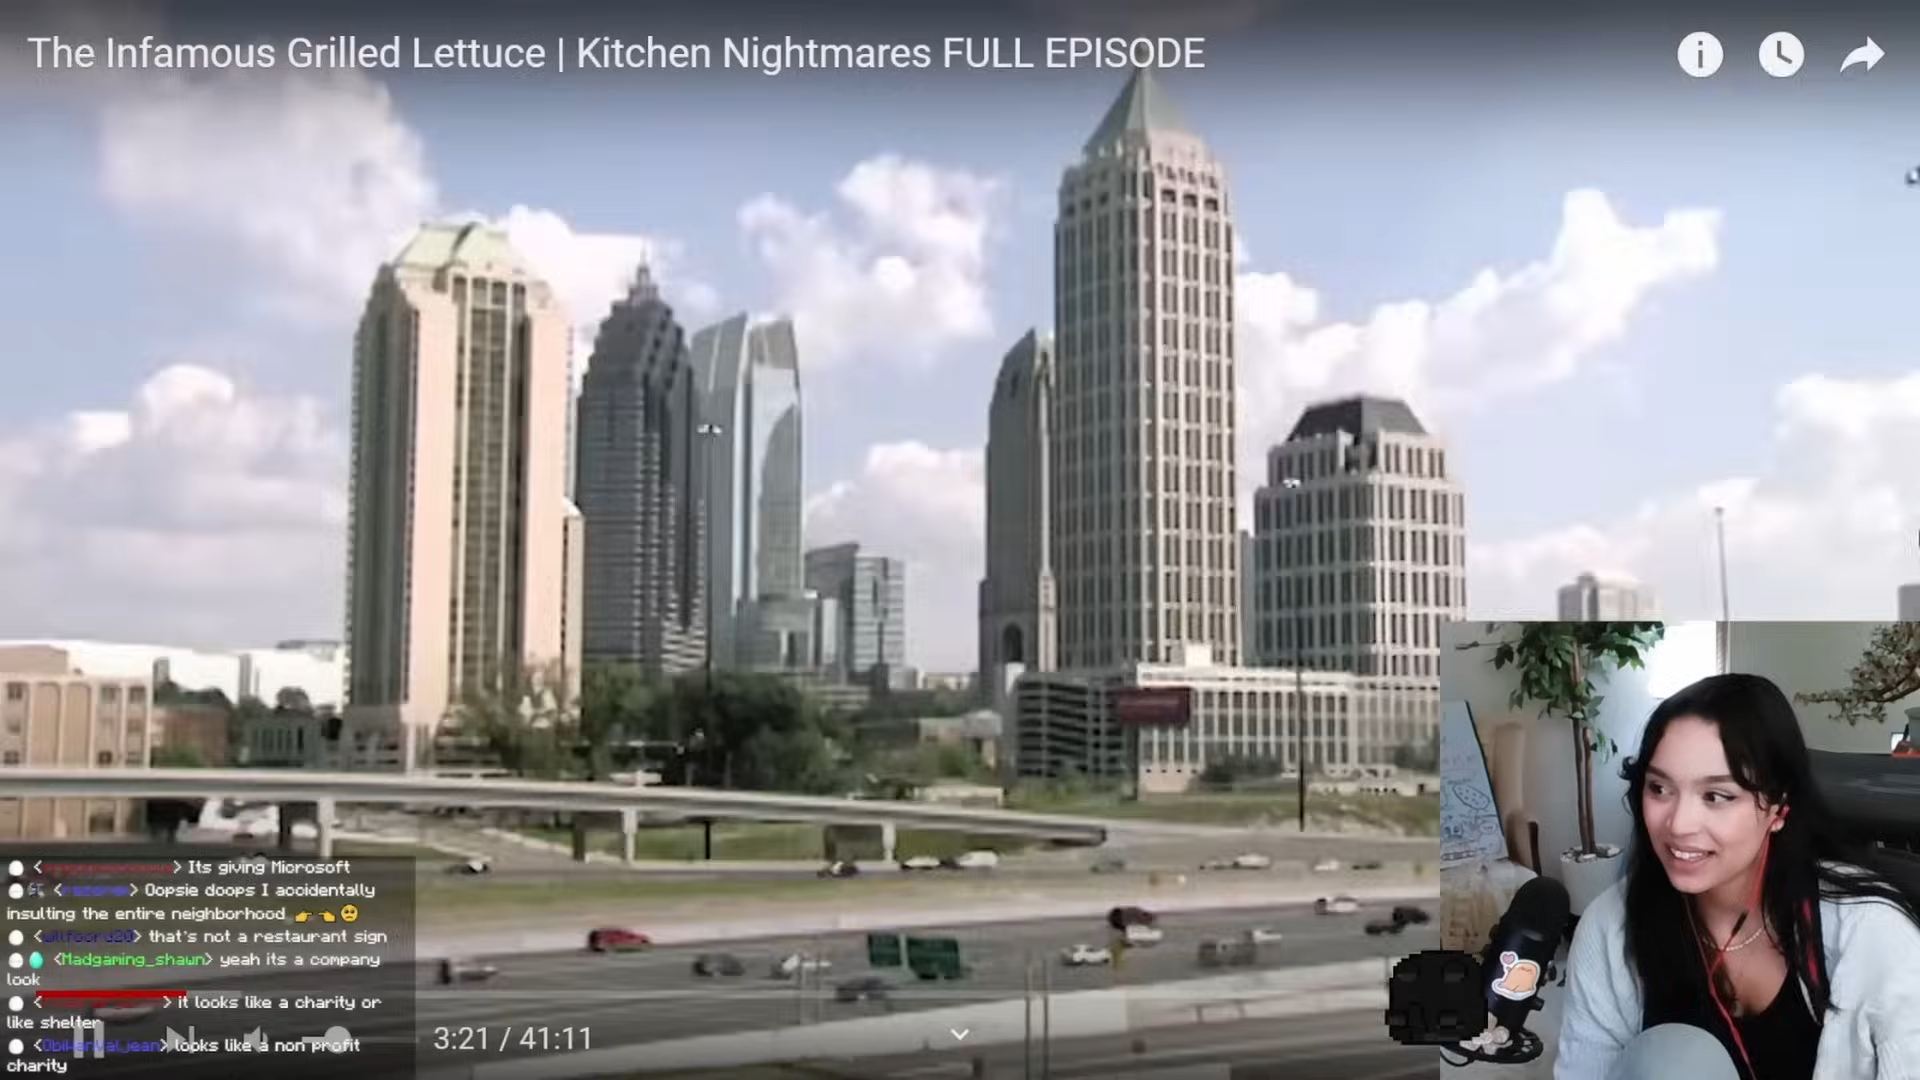 The Infamous Grilled Lettuce | Kitchen Nightmares FULL EPISODE
> Its giving Microsoft
> Oopsie doops I accidentally
insulting the entire neighborhood 👉👈🥺
> that's not a restaurant sign
<Madgaming_shawn> yeah its a company
look
> it looks like a charity or
like shelter
> looks like a non profit
charity
3:21 / 41:11